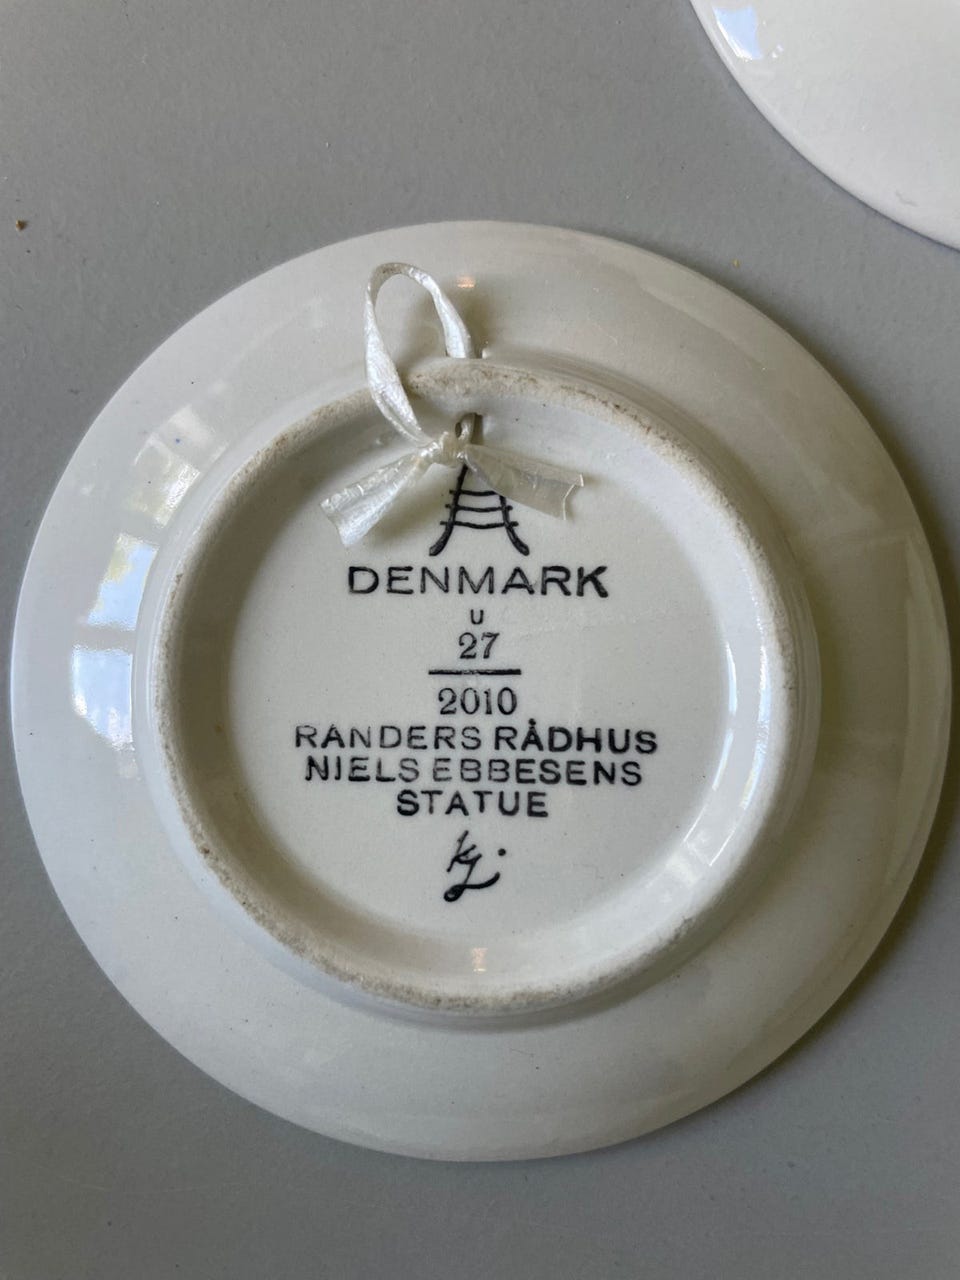 DENMARK
U
27
2010
RANDERS RÅDHUS
NIELS EBBESENS
STATUE